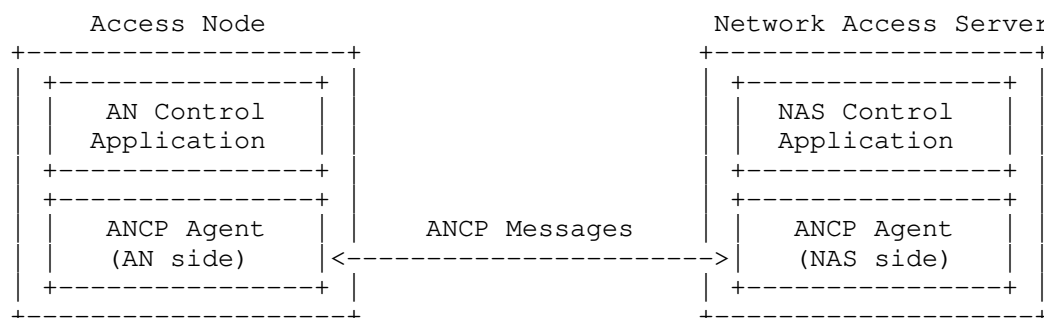 Access Node Network Access Server
AN Control NAS Control
Application Application
ANCP Agent ANCP Messages ANCP Agent
(AN side) (NAS side)